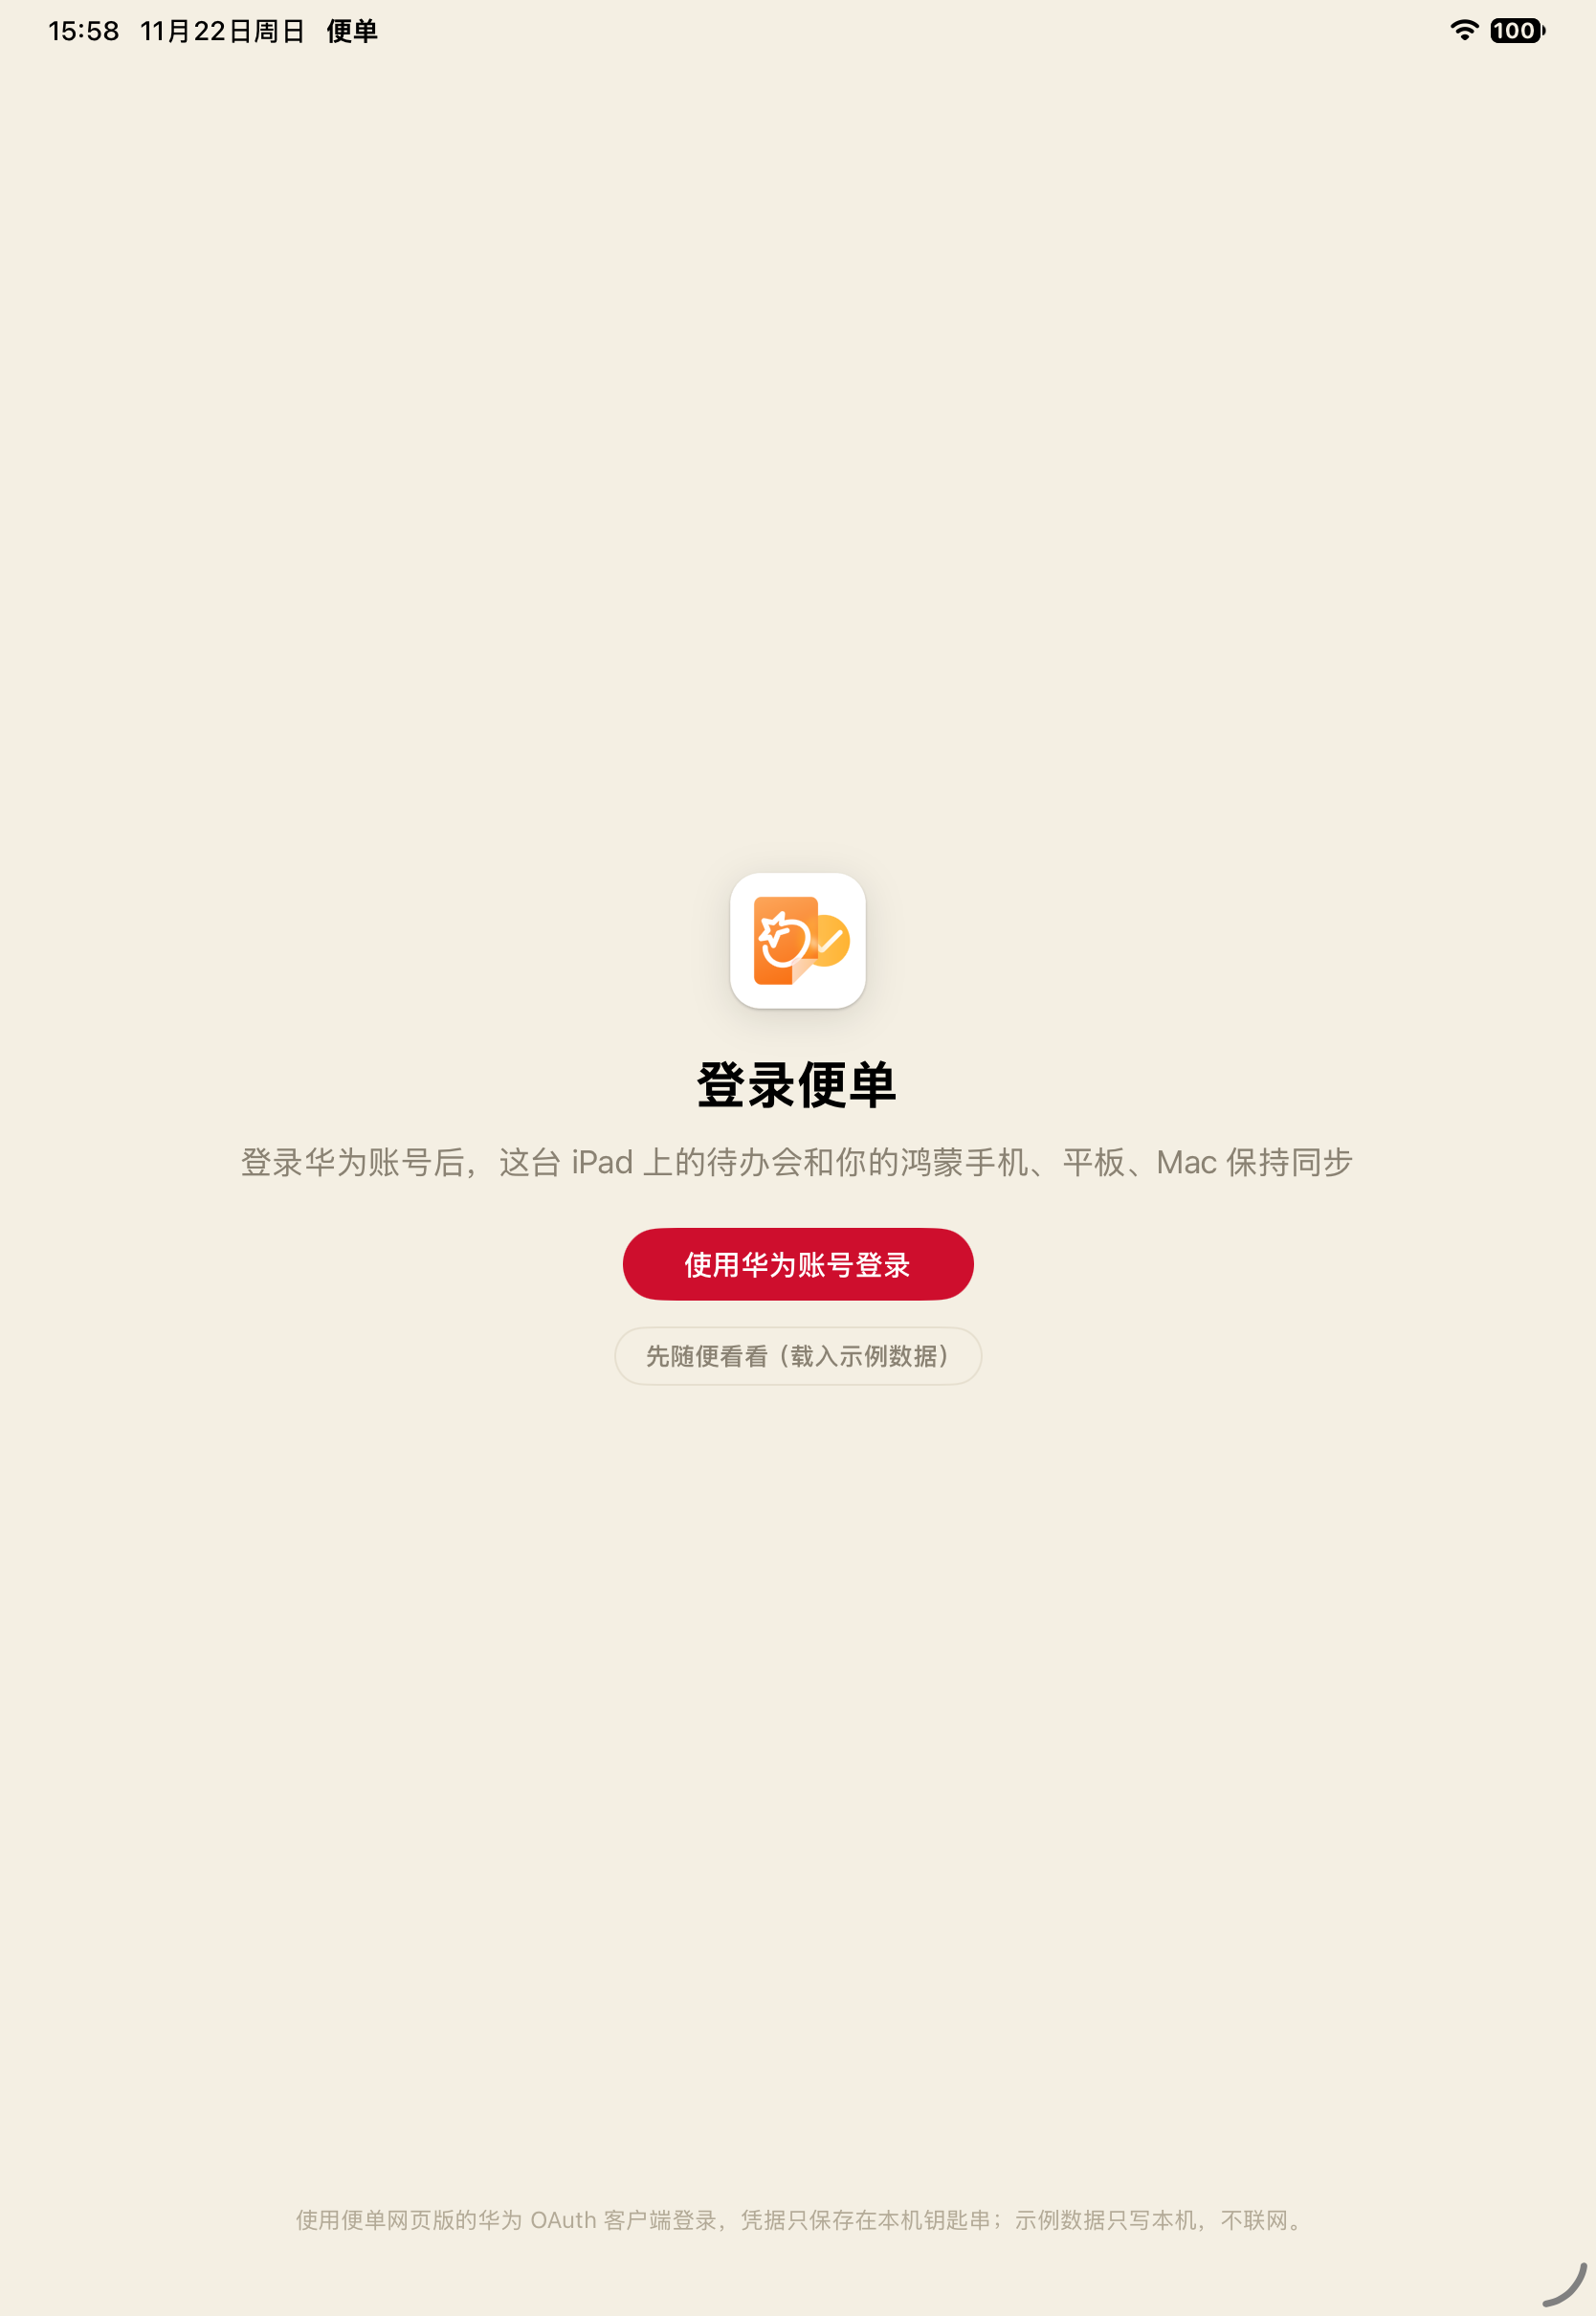 15:58 11月22日周日 便单
100
登录便单
登录华为账号后，这台 iPad 上的待办会和你的鸿蒙手机、平板、Mac 保持同步
使用华为账号登录
先随便看看（载入示例数据）
使用便单网页版的华为 OAuth 客户端登录，凭据只保存在本机钥匙串；示例数据只写本机，不联网。